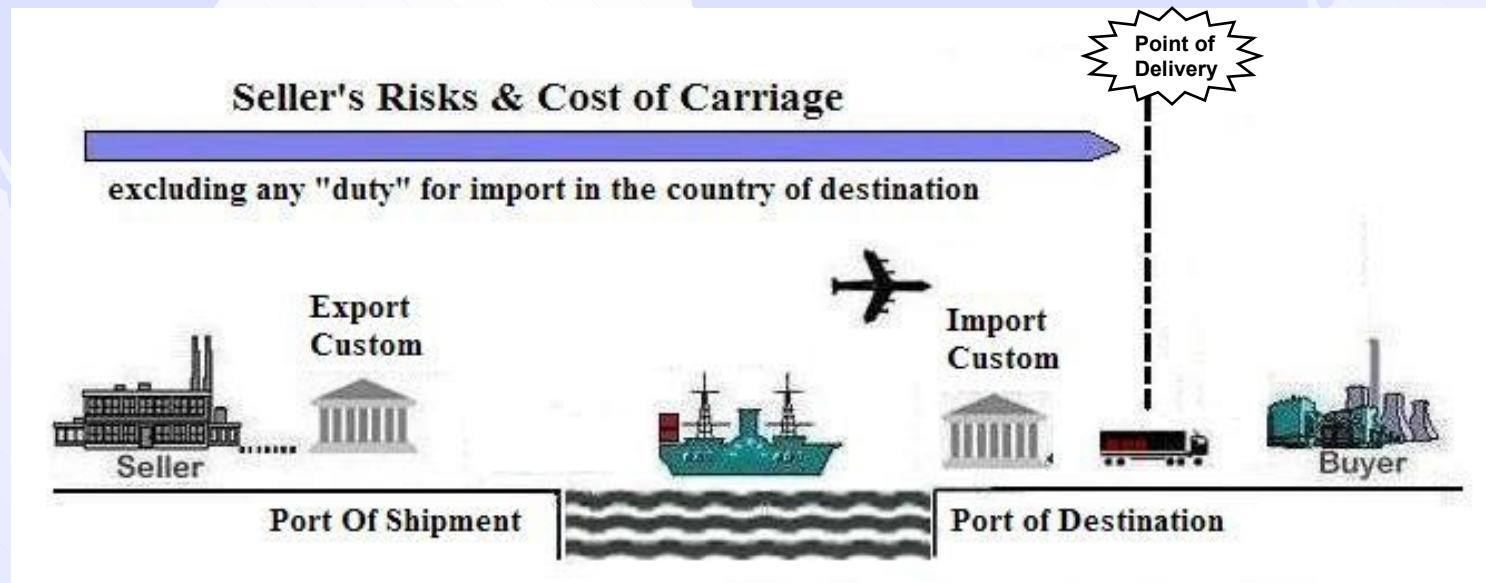 Point of
Delivery
Seller's Risks & Cost of Carriage
excluding any "duty" for import in the country of destination
Export
Custom
Import
Custom
Seller
Buyer
Port Of Shipment
Port of Destination